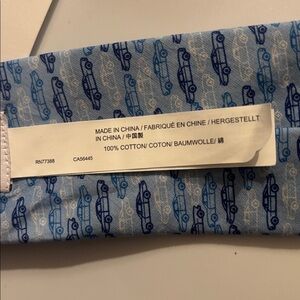 MADE IN CHINA / FABRIQUÉ EN CHINE / HERGESTELLT
IN CHINA / 中国製
100% COTTON/ COTON/ BAUMWOLLE/ 綿
RN77388 CA56445